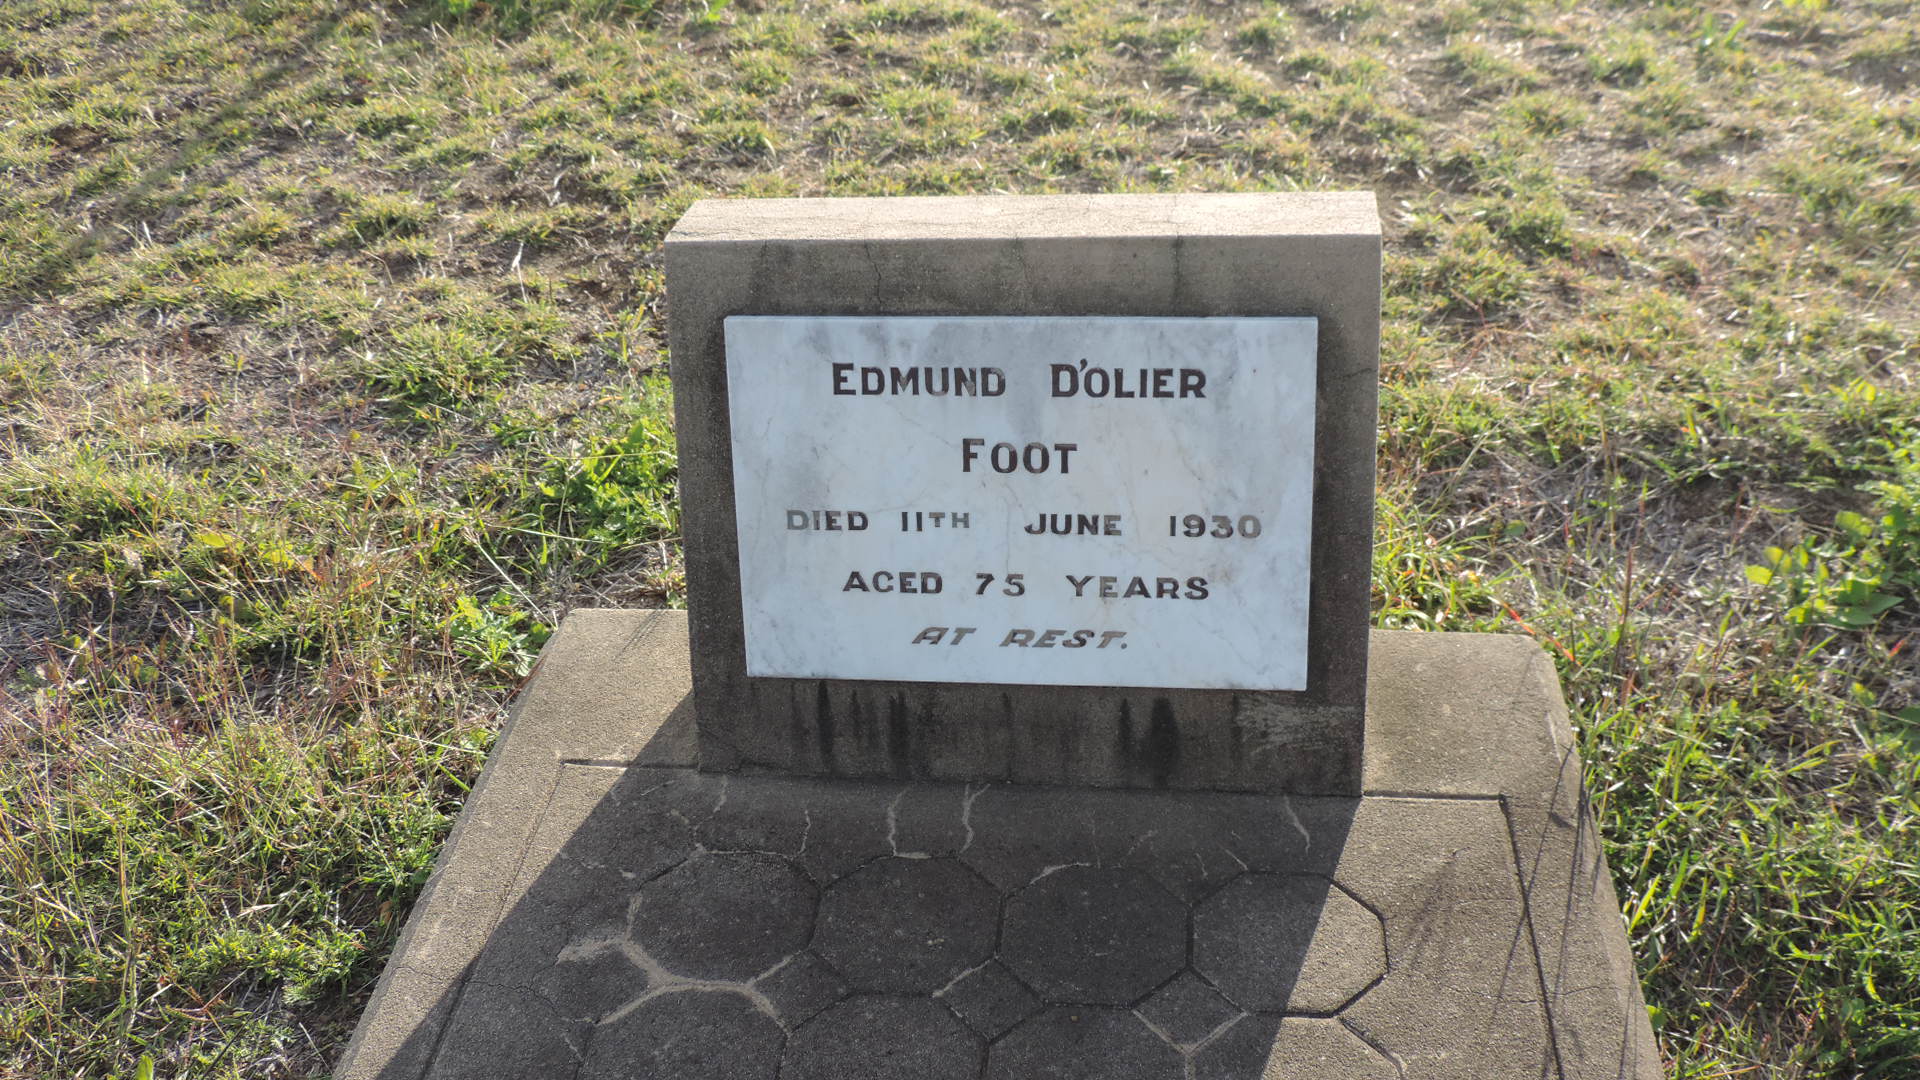 EDMUND D'OLIER
FOOT
DIED 11TH JUNE 1930
AGED 75 YEARS
AT REST.